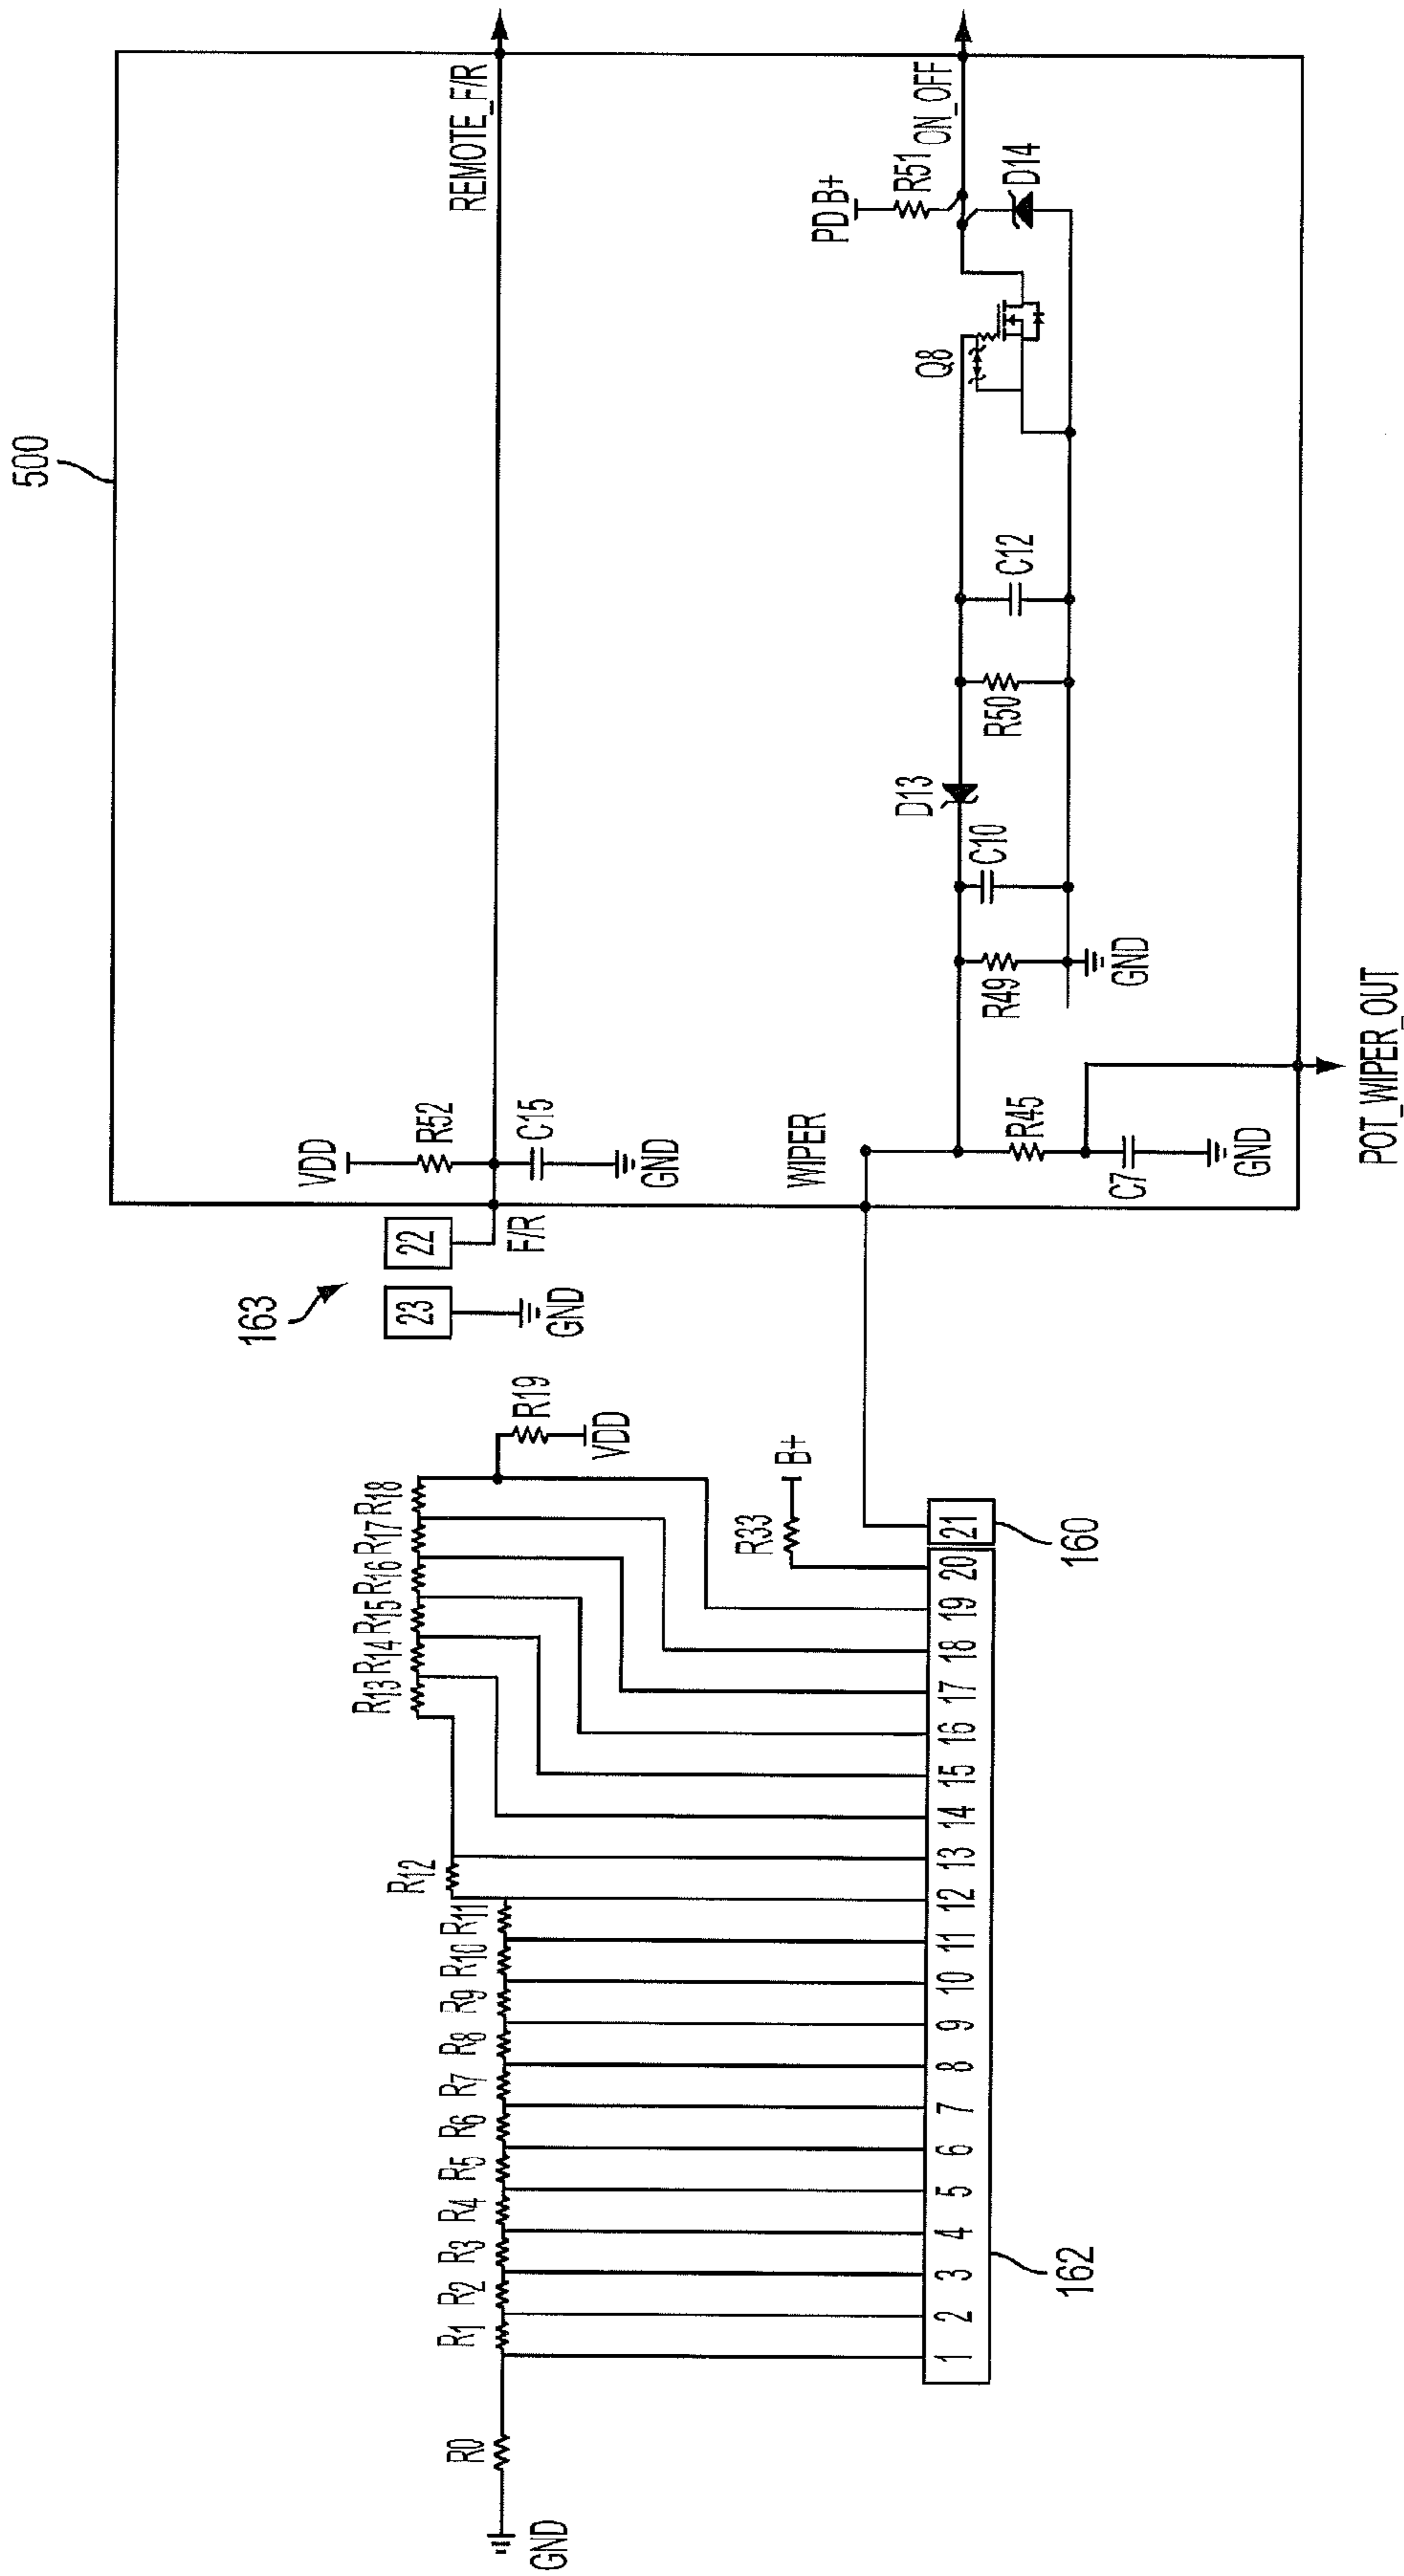 500
REMOTE_F/R
ON_OFF
PD B+
R51
D14
Q8
C12
R50
D13
C10
R49
GND
VDD
R52
C15
GND
WIPER
R45
C7
GND
POT_WIPER_OUT
163
22
F/R
23
GND
R19
VDD
R18
R17
R16
R15
R14
R13
R12
R11
R10
R9
R8
R7
R6
R5
R4
R3
R2
R1
R0
GND
B+
R33
21
160
20
19
18
17
16
15
14
13
12
11
10
9
8
7
6
5
4
3
2
1
162